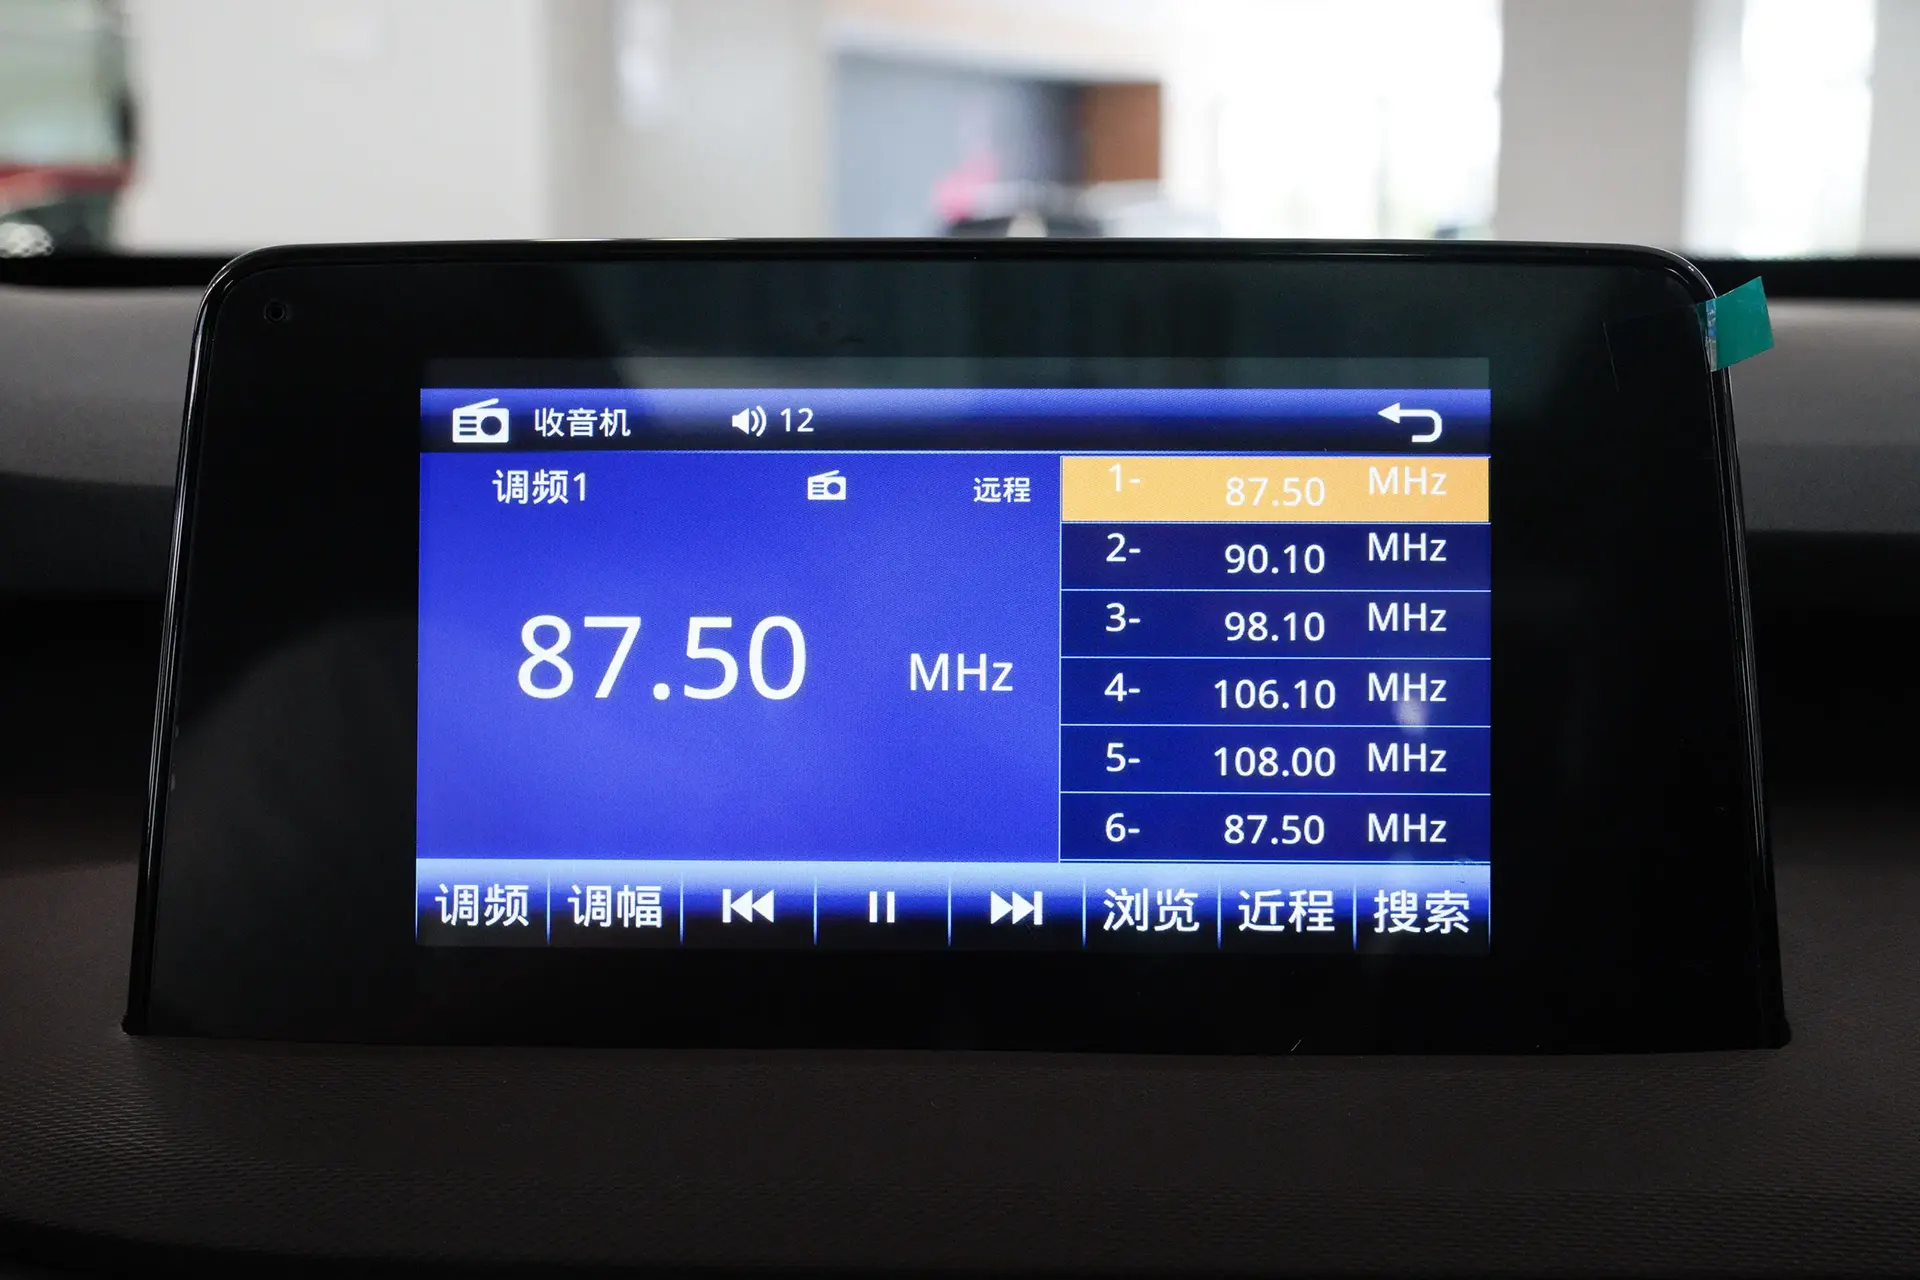 收音机 12
调频1 远程
87.50 MHz
1- 87.50 MHz
2- 90.10 MHz
3- 98.10 MHz
4- 106.10 MHz
5- 108.00 MHz
6- 87.50 MHz
调频 调幅 浏览 近程 搜索